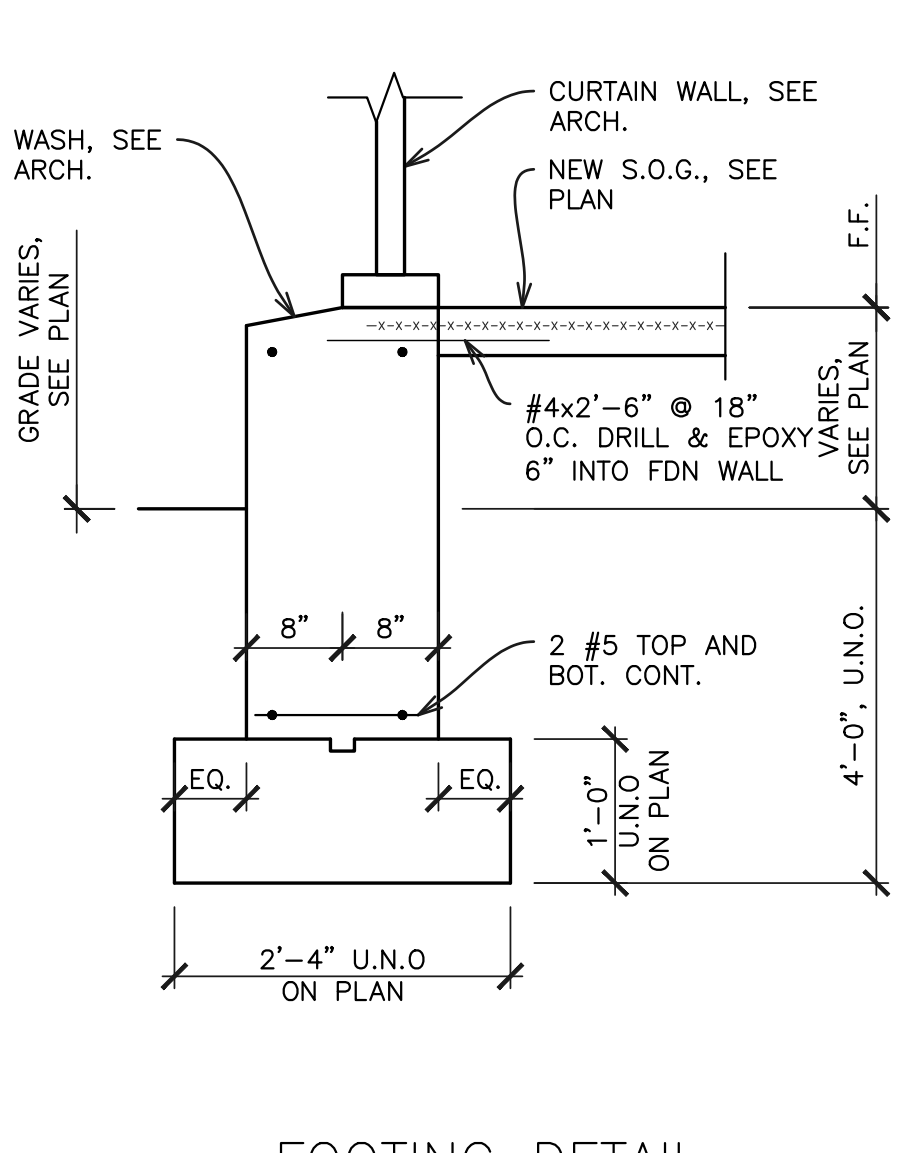 CURTAIN WALL, SEE
ARCH.
WASH, SEE
ARCH.
NEW S.O.G., SEE
PLAN
F.F.
GRADE VARIES,
SEE PLAN
VARIES,
SEE PLAN
#4x2'-6" @ 18"
O.C. DRILL & EPOXY
6" INTO FDN WALL
8" 8"
2 #5 TOP AND
BOT. CONT.
4'-0", U.N.O.
EQ. EQ.
1'-0"
U.N.O
ON PLAN
2'-4" U.N.O
ON PLAN
FOOTING DETAIL